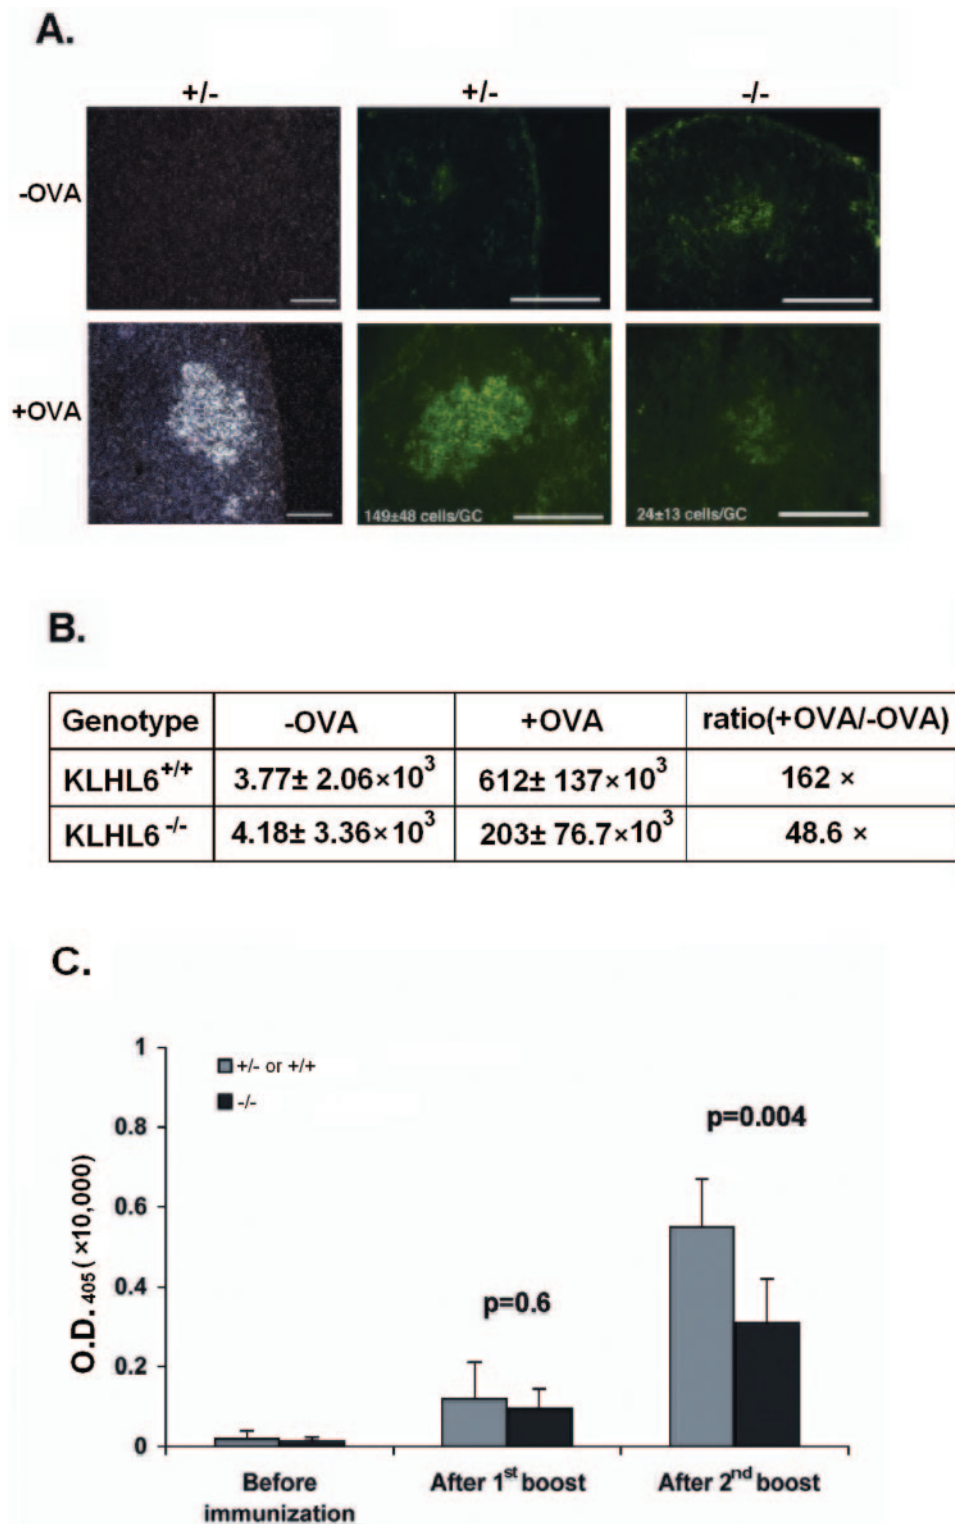 A.
+/- +/- -/-
-OVA
+OVA
149±48 cells/GC 24±13 cells/GC
B.
Genotype -OVA +OVA ratio(+OVA/-OVA)
KLHL6+/+ 3.77± 2.06×10³ 612± 137×10³ 162 ×
KLHL6 -/- 4.18± 3.36×10³ 203± 76.7×10³ 48.6 ×
C.
1
+/- or +/+
-/-
0.8
p=0.004
0.6
O.D. 405 ( ×10,000)
0.4
p=0.6
0.2
0
Before After 1st boost After 2nd boost
immunization